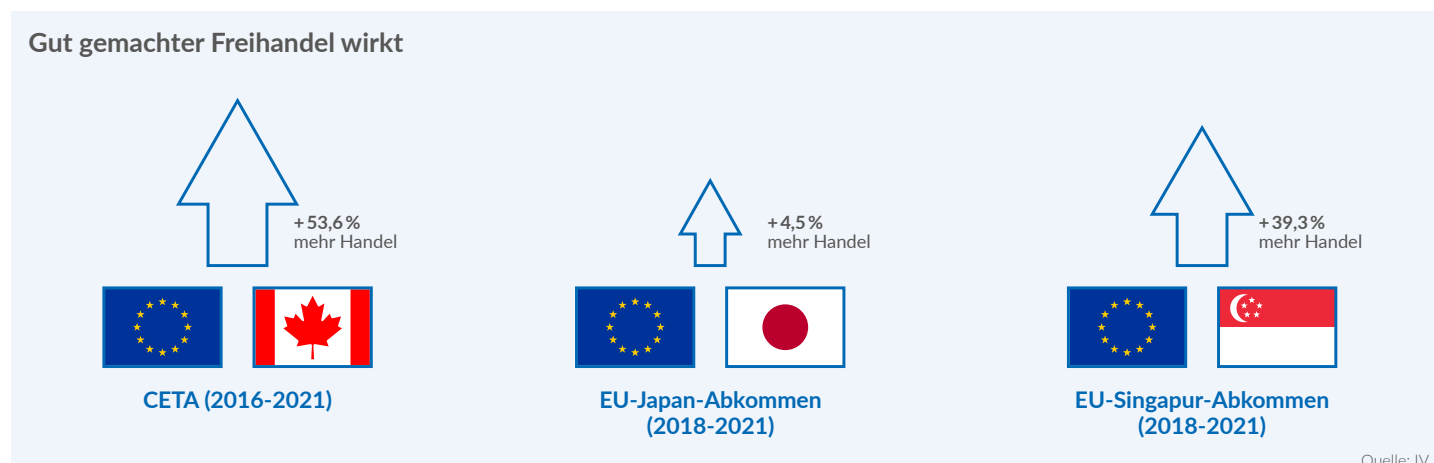 Gut gemachter Freihandel wirkt
+53,6 %
mehr Handel
+4,5 %
mehr Handel
+39,3 %
mehr Handel
CETA (2016-2021)
EU-Japan-Abkommen
(2018-2021)
EU-Singapur-Abkommen
(2018-2021)
Quelle: IV